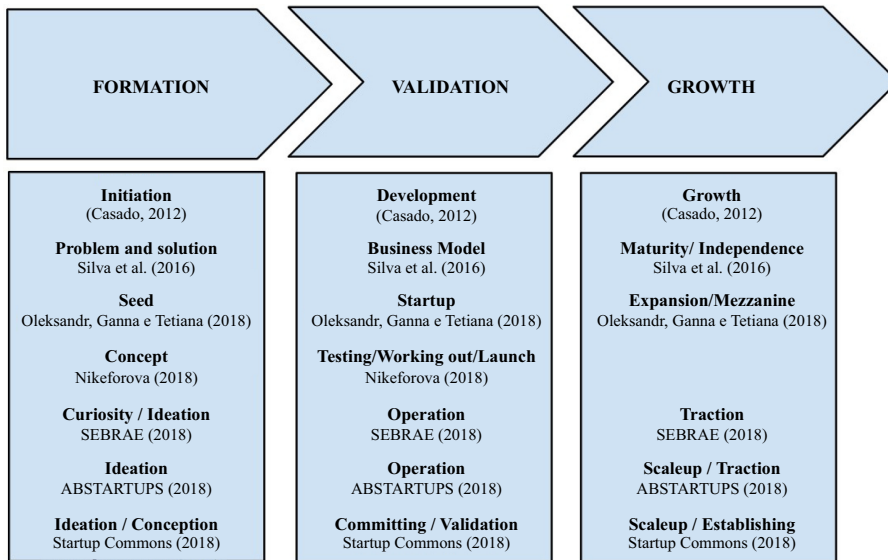 FORMATION
VALIDATION
GROWTH
Initiation
(Casado, 2012)
Problem and solution
Silva et al. (2016)
Seed
Oleksandr, Ganna e Tetiana (2018)
Concept
Nikeforova (2018)
Curiosity / Ideation
SEBRAE (2018)
Ideation
ABSTARTUPS (2018)
Ideation / Conception
Startup Commons (2018)
Development
(Casado, 2012)
Business Model
Silva et al. (2016)
Startup
Oleksandr, Ganna e Tetiana (2018)
Testing/Working out/Launch
Nikeforova (2018)
Operation
SEBRAE (2018)
Operation
ABSTARTUPS (2018)
Committing / Validation
Startup Commons (2018)
Growth
(Casado, 2012)
Maturity/ Independence
Silva et al. (2016)
Expansion/Mezzanine
Oleksandr, Ganna e Tetiana (2018)
Traction
SEBRAE (2018)
Scaleup / Traction
ABSTARTUPS (2018)
Scaleup / Establishing
Startup Commons (2018)